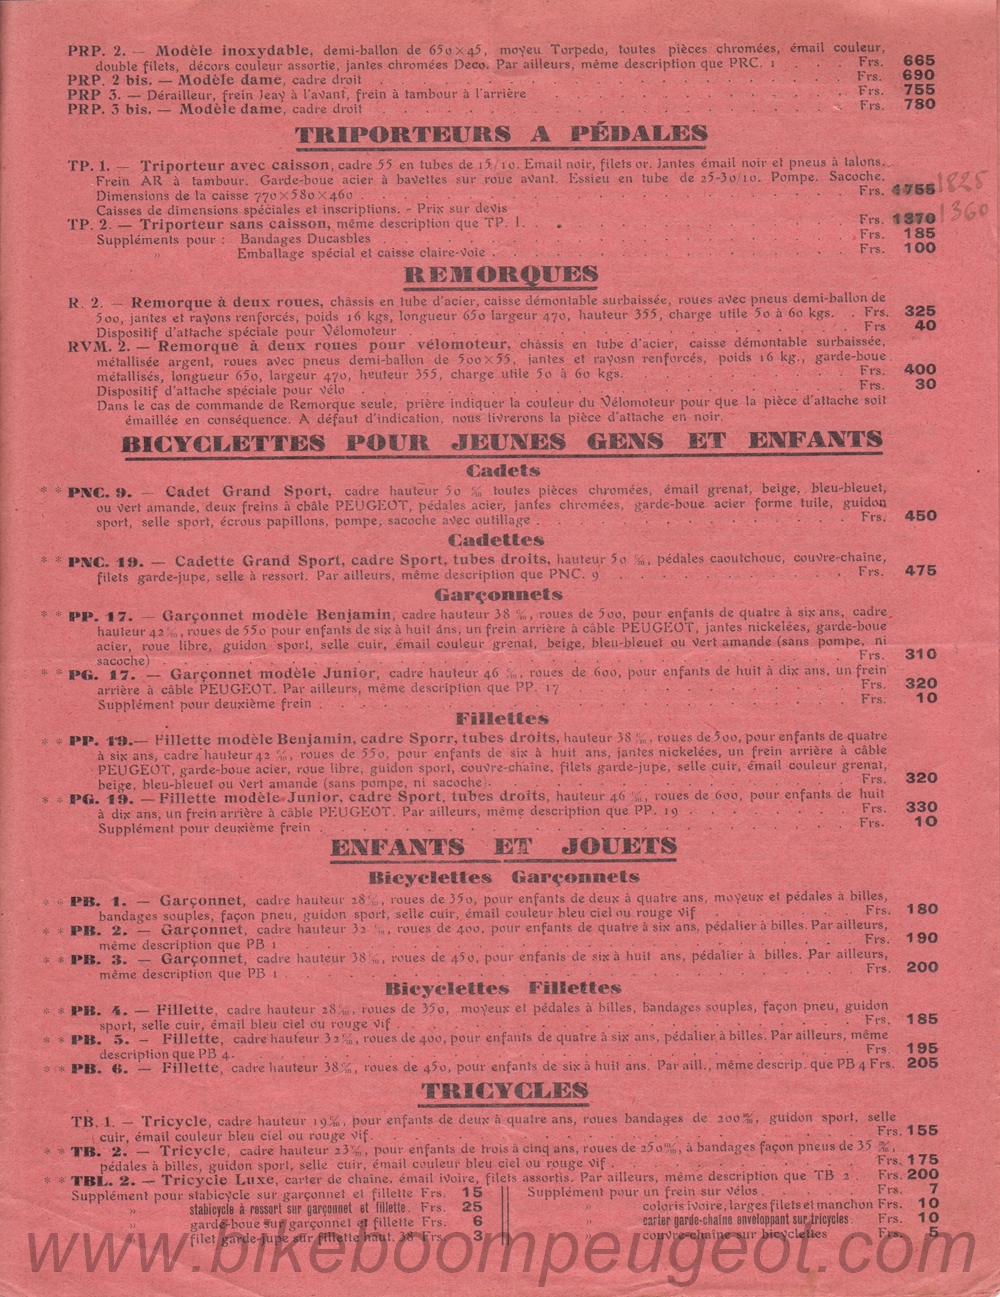 PRP. 2. — Modèle inoxydable, demi-ballon de 650×45, moyeu Torpedo, toutes pièces chromées, émail couleur,
double filets, décors couleur assortie, jantes chromées Deco. Par ailleurs, même description que PRC. 1 . . Frs. 665
PRP. 2 bis. — Modèle dame, cadre droit . . . Frs. 690
PRP 3. — Dérailleur, frein Jeay à l'avant, frein à tambour à l'arrière . . . Frs. 755
PRP. 3 bis. — Modèle dame, cadre droit . . . Frs. 780
TRIPORTEURS A PÉDALES
TP. 1. — Triporteur avec caisson, cadre 55 en tubes de 15/10. Email noir, filets or. Jantes émail noir et pneus à talons.
Frein AR à tambour. Garde-boue acier à bavettes sur roue avant. Essieu en tube de 25-30/10. Pompe. Sacoche.
Dimensions de la caisse 770×580×460 . . . Frs. 1755 1825
Caisses de dimensions spéciales et inscriptions. - Prix sur devis
TP. 2. — Triporteur sans caisson, même description que TP. 1. . . . Frs. 1370 1360
Suppléments pour : Bandages Ducasbles . . . Frs. 185
" Emballage spécial et caisse claire-voie . . . Frs. 100
REMORQUES
R. 2. — Remorque à deux roues, châssis en tube d'acier, caisse démontable surbaissée, roues avec pneus demi-ballon de
500, jantes et rayons renforcés, poids 16 kgs, longueur 650 largeur 470, hauteur 355, charge utile 50 à 60 kgs. . Frs. 325
Dispositif d'attache spéciale pour Vélomoteur . . . Frs 40
RVM. 2. — Remorque à deux roues pour vélomoteur, châssis en tube d'acier, caisse démontable surbaissée,
métallisée argent, roues avec pneus demi-ballon de 500×55, jantes et rayosn renforcés, poids 16 kg., garde-boue
métallisés, longueur 650, largeur 470, heuteur 355, charge utile 50 à 60 kgs. . . . Frs. 400
Dispositif d'attache spéciale pour vélo . . . Frs. 30
Dans le cas de commande de Remorque seule, prière indiquer la couleur du Vélomoteur pour que la pièce d'attache soit
émaillée en conséquence. A défaut d'indication, nous livrerons la pièce d'attache en noir.
BICYCLETTES POUR JEUNES GENS ET ENFANTS
Cadets
* * PNC. 9. — Cadet Grand Sport, cadre hauteur 50 c/m toutes pièces chromées, émail grenat, beige, bleu-bleuet,
ou vert amande, deux freins à câble PEUGEOT, pédales acier, jantes chromées, garde-boue acier forme tuile, guidon
sport, selle sport, écrous papillons, pompe, sacoche avec outillage . . . Frs. 450
Cadettes
* * PNC. 19. — Cadette Grand Sport, cadre Sport, tubes droits, hauteur 50 c/m, pédales caoutchouc, couvre-chaîne,
filets garde-jupe, selle à ressort. Par ailleurs, même description que PNC. 9 . . . Frs. 475
Garçonnets
* * PP. 17. — Garçonnet modèle Benjamin, cadre hauteur 38 c/m, roues de 500, pour enfants de quatre à six ans, cadre
hauteur 42 c/m, roues de 550 pour enfants de six à huit áns, un frein arrière à câble PEUGEOT, jantes nickelées, garde-boue
acier, roue libre, guidon sport, selle cuir, émail couleur grenat, beige, bleu-bleuet ou vert amande (sans pompe, ni
sacoche) . . . Frs. 310
* * PG. 17. — Garçonnet modèle Junior, cadre hauteur 46 c/m, roues de 600, pour enfants de huit à dix ans, un frein
arrière à câble PEUGEOT. Par ailleurs, même description que PP. 17 . . . Frs. 320
Supplément pour deuxième frein . . . Frs. 10
Fillettes
* * PP. 19.— Fillette modèle Benjamin, cadre Sporr, tubes droits, hauteur 38 c/m, roues de 500, pour enfants de quatre
à six ans, cadre hauteur 42 c/m, roues de 550, pour enfants de six à huit ans, jantes nickelées, un frein arrière à câble
PEUGEOT, garde-boue acier, roue libre, guidon sport, couvre-chaîne, filets garde-jupe, selle cuir, émail couleur grenat,
beige, bleu-bleuet ou vert amande (sans pompe, ni sacoche). . . . Frs. 320
* * PG. 19. — Fillette modèle Junior, cadre Sport, tubes droits, hauteur 46 c/m, roues de 600, pour enfants de huit
à dix ans, un frein arrière à câble PEUGEOT. Par ailleurs, même description que PP. 19 . . . Frs. 330
Supplément pour deuxième frein . . . Frs. 10
ENFANTS ET JOUETS
Bicyclettes Garçonnets
* * PB. 1. — Garçonnet, cadre hauteur 28 c/m, roues de 350, pour enfants de deux à quatre ans, moyeux et pédales à billes,
bandages souples, façon pneu, guidon sport, selle cuir, émail couleur bleu ciel ou rouge vif . . . Frs. 180
* * PB. 2. — Garçonnet, cadre hauteur 32 c/m, roues de 400, pour enfants de quatre à six ans, pédalier à billes. Par ailleurs,
même description que PB 1 . . . Frs. 190
* * PB. 3. — Garçonnet, cadre hauteur 38 c/m, roues de 450, pour enfants de six à huit ans, pédalier à billes. Par ailleurs,
même description que PB 1 . . . Frs. 200
Bicyclettes Fillettes
* * PB. 4. — Fillette, cadre hauteur 28 c/m, roues de 350, moyeux et pédales à billes, bandages souples, façon pneu, guidon
sport, selle cuir, émail bleu ciel ou rouge vif . . . Frs. 185
* * PB. 5. — Fillette, cadre hauteur 32 c/m, roues de 400, pour enfants de quatre à six ans, pédalier à billes. Par ailleurs, même
description que PB 4. . . . Frs. 195
* * PB. 6. — Fillette, cadre hauteur 38 c/m, roues de 450, pour enfants de six à huit ans. Par aill., même descrip. que PB 4 Frs. 205
TRICYCLES
TB. 1. — Tricycle, cadre hauteur 19 c/m, pour enfants de deux à quatre ans, roues bandages de 200 m/m, guidon sport, selle
cuir, émail couleur bleu ciel ou rouge vif. . . . Frs. 155
* * TB. 2. — Tricycle, cadre hauteur 23 c/m, pour enfants de trois à cinq ans, roues de 250 m/m, à bandages façon pneus de 35 m/m,
pédales à billes, guidon sport, selle cuir, émail couleur bleu ciel ou rouge vif . . . Frs. 175
* * TBL. 2. — Tricycle Luxe, carter de chaîne, émail ivoire, filets assortis. Par ailleurs, même description que TB 2 . Frs. 200
Supplément pour stabicycle sur garçonnet et fillette Frs. 15
" stabicycle à ressort sur garçonnet et fillette. Frs. 25
" garde-boue sur garçonnet et fillette Frs. 6
" filet garde-jupe sur fillette haut. 38 Frs. 3
Supplément pour un frein sur vélos . . . Frs. 7
" coloris ivoire, larges filets et manchon Frs. 10
" carter garde-chaîne enveloppant sur tricycles. Frs. 10
" couvre-chaîne sur bicyclettes Frs. 5
www.bikeboompeugeot.com